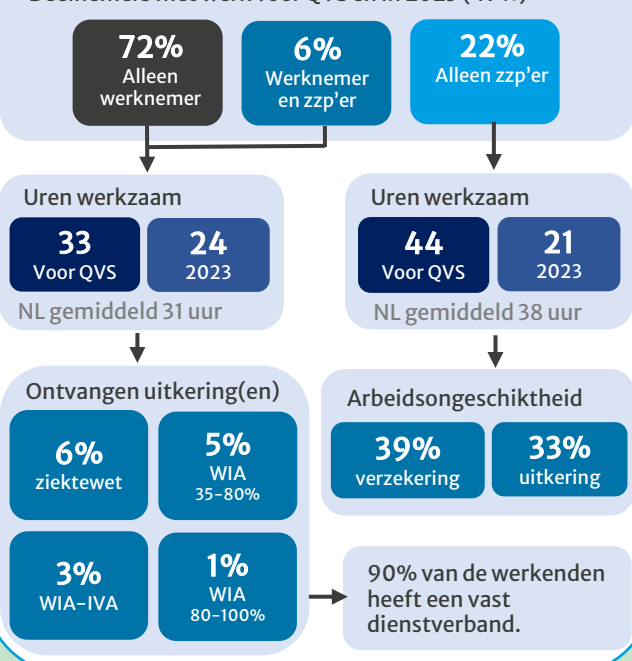 72%
Alleen
werknemer
6%
Werknemer
en zzp'er
22%
Alleen zzp'er
Uren werkzaam
33
Voor QVS
24
2023
NL gemiddeld 31 uur
Uren werkzaam
44
Voor QVS
21
2023
NL gemiddeld 38 uur
Ontvangen uitkering(en)
6%
ziektewet
5%
WIA
35-80%
3%
WIA-IVA
1%
WIA
80-100%
Arbeidsongeschiktheid
39%
verzekering
33%
uitkering
90% van de werkenden
heeft een vast
dienstverband.